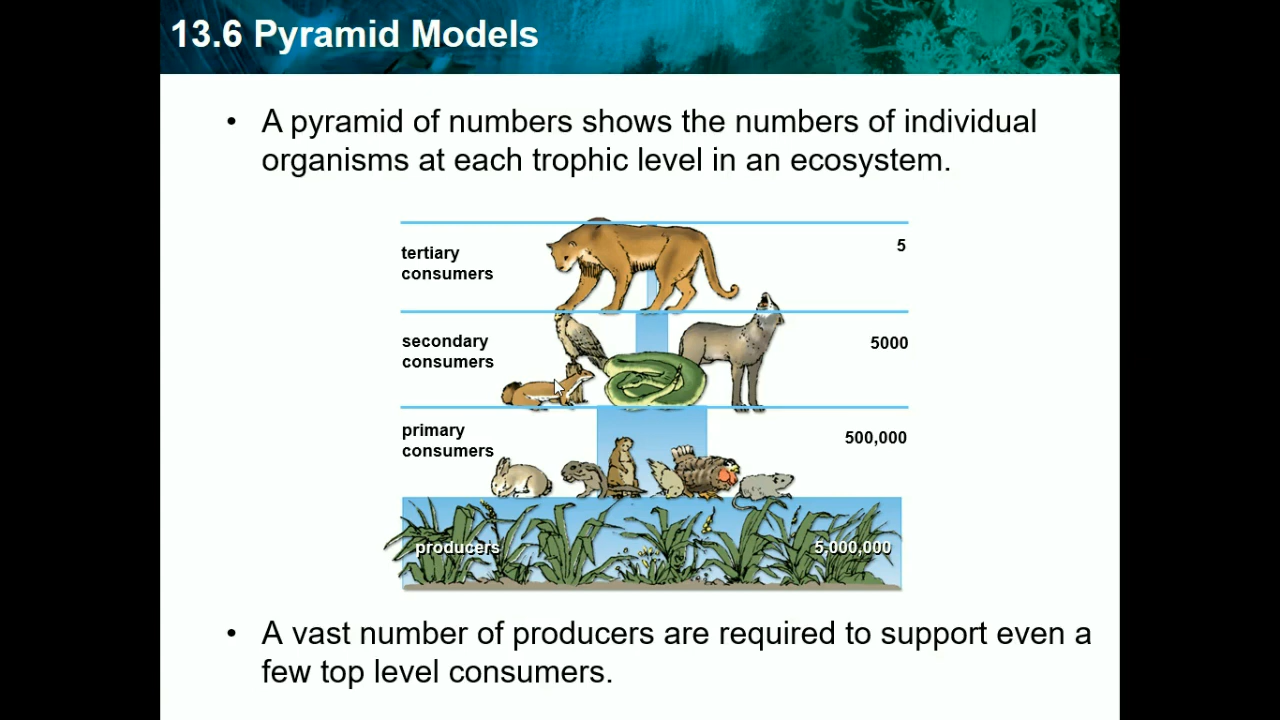 13.6 Pyramid Models
• A pyramid of numbers shows the numbers of individual
organisms at each trophic level in an ecosystem.
tertiary
consumers
5
secondary
consumers
5000
primary
consumers
500,000
producers
5,000,000
• A vast number of producers are required to support even a
few top level consumers.